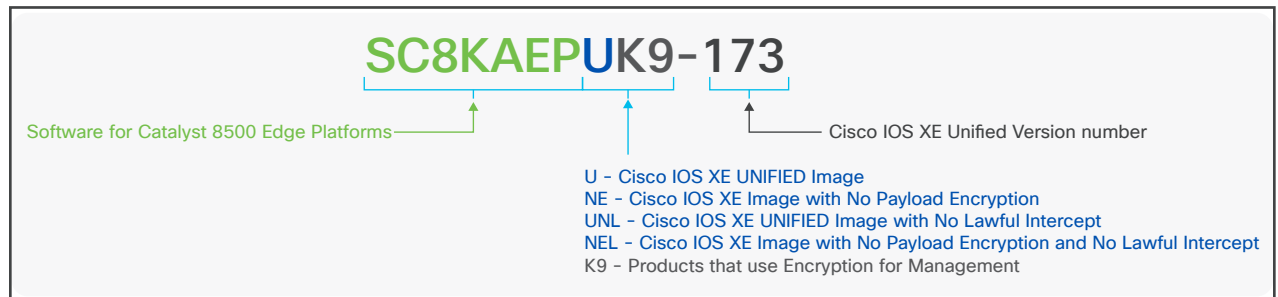 SC8KAEPUK9-173
Software for Catalyst 8500 Edge Platforms
Cisco IOS XE Unified Version number
U - Cisco IOS XE UNIFIED Image
NE - Cisco IOS XE Image with No Payload Encryption
UNL - Cisco IOS XE UNIFIED Image with No Lawful Intercept
NEL - Cisco IOS XE Image with No Payload Encryption and No Lawful Intercept
K9 - Products that use Encryption for Management